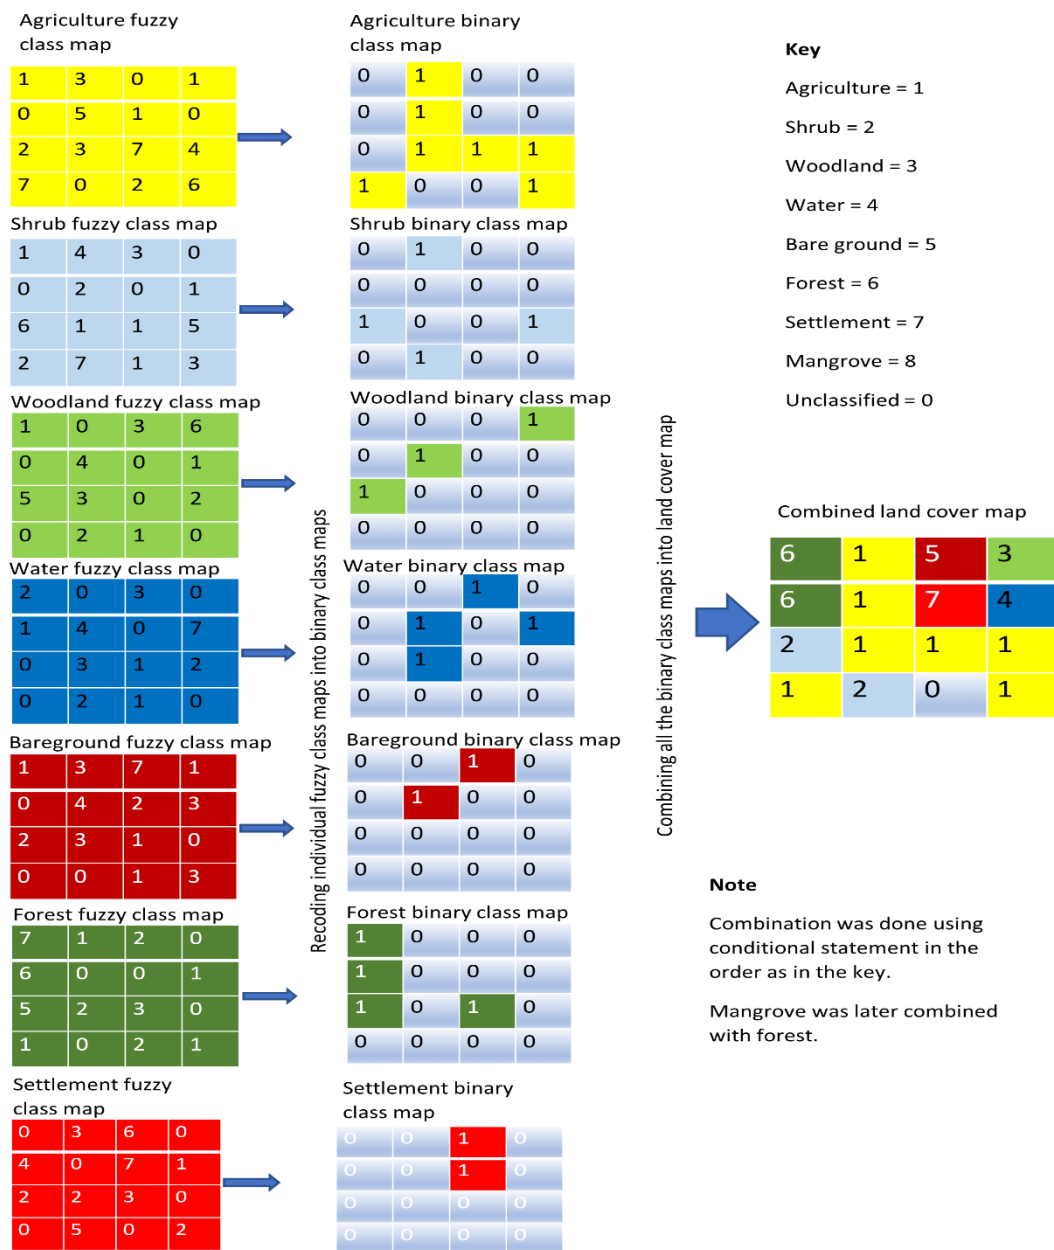 Agriculture fuzzy
class map
1 3 0 1
0 5 1 0
2 3 7 4
7 0 2 6
Shrub fuzzy class map
1 4 3 0
0 2 0 1
6 1 1 5
2 7 1 3
Woodland fuzzy class map
1 0 3 6
0 4 0 1
5 3 0 2
0 2 1 0
Water fuzzy class map
2 0 3 0
1 4 0 7
0 3 1 2
0 2 1 0
Bareground fuzzy class map
1 3 7 1
0 4 2 3
2 3 1 0
0 0 1 3
Forest fuzzy class map
7 1 2 0
6 0 0 1
5 2 3 0
1 0 2 1
Settlement fuzzy
class map
0 3 6 0
4 0 7 1
2 2 3 0
0 5 0 2
Recoding individual fuzzy class maps into binary class maps
Agriculture binary
class map
0 1 0 0
0 1 0 0
0 1 1 1
1 0 0 1
Shrub binary class map
0 1 0 0
0 0 0 0
1 0 0 1
0 1 0 0
Woodland binary class map
0 0 0 1
0 1 0 0
1 0 0 0
0 0 0 0
Water binary class map
0 0 1 0
0 1 0 1
0 1 0 0
0 0 0 0
Bareground binary class map
0 0 1 0
0 1 0 0
0 0 0 0
0 0 0 0
Forest binary class map
1 0 0 0
1 0 0 0
1 0 1 0
0 0 0 0
Settlement binary
class map
0 0 1 0
0 0 1 0
0 0 0 0
0 0 0 0
Combining all the binary class maps into land cover map
Key
Agriculture = 1
Shrub = 2
Woodland = 3
Water = 4
Bare ground = 5
Forest = 6
Settlement = 7
Mangrove = 8
Unclassified = 0
Combined land cover map
6 1 5 3
6 1 7 4
2 1 1 1
1 2 0 1
Note
Combination was done using
conditional statement in the
order as in the key.
Mangrove was later combined
with forest.